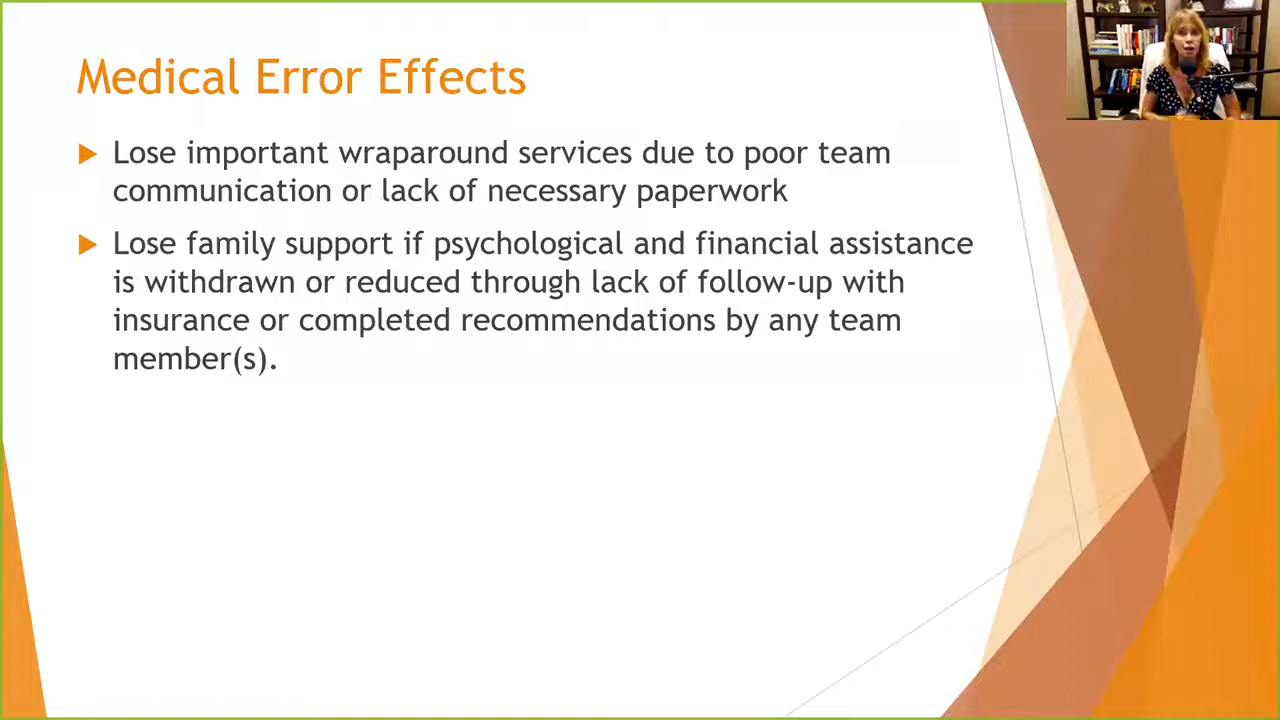 Medical Error Effects
Lose important wraparound services due to poor team
communication or lack of necessary paperwork
Lose family support if psychological and financial assistance
is withdrawn or reduced through lack of follow-up with
insurance or completed recommendations by any team
member(s).